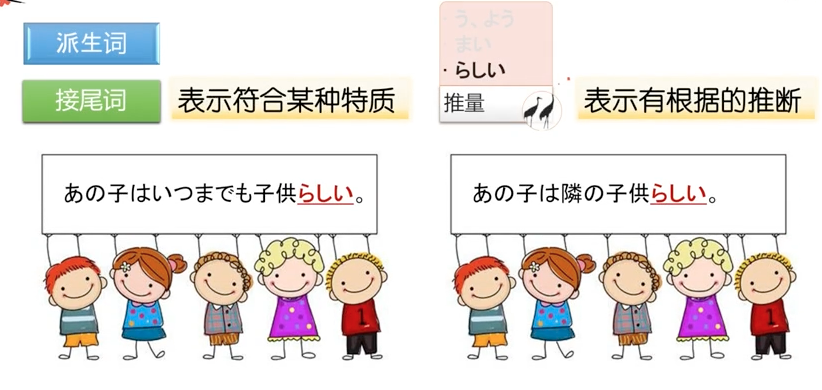 派生词
接尾词
表示符合某种特质
あの子はいつまでも子供らしい。
う、よう
まい
・らしい
推量
表示有根据的推断
あの子は隣の子供らしい。
1
1